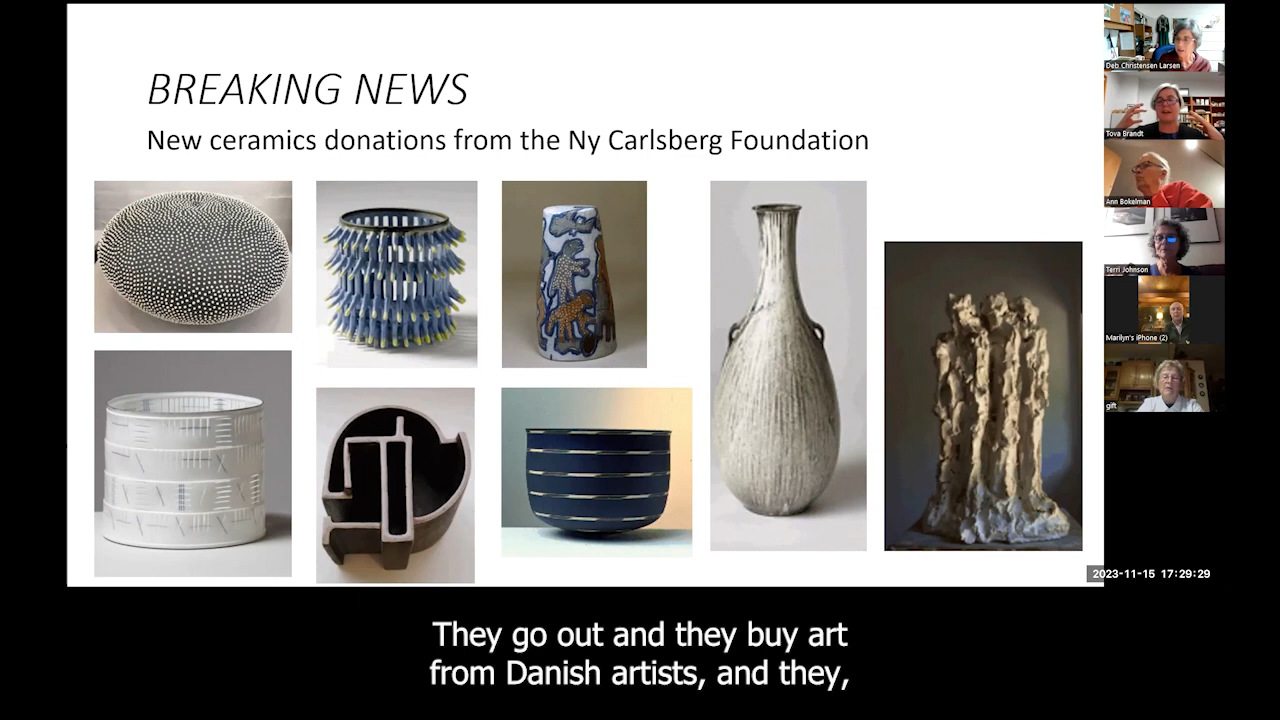 BREAKING NEWS
New ceramics donations from the Ny Carlsberg Foundation
Deb Christensen Larsen
Tova Brandt
Ann Bokelman
Terri Johnson
Marilyn's iPhone (2)
gift
2023-11-15 17:29:29
They go out and they buy art
from Danish artists, and they,